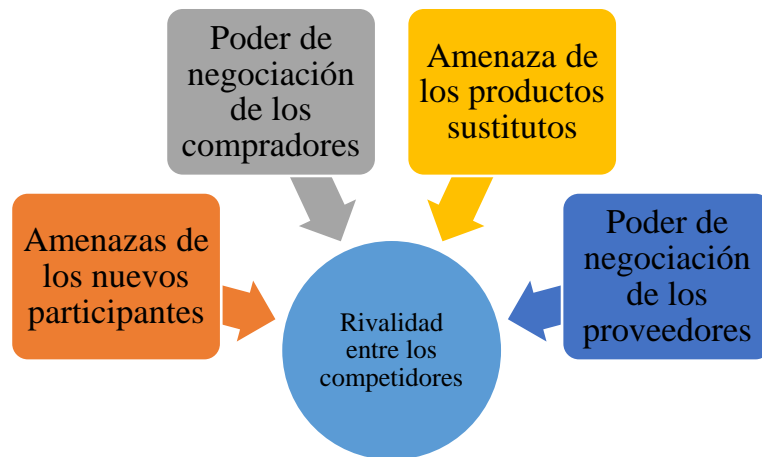 Poder de
negociación
de los
compradores
Amenaza de
los productos
sustitutos
Amenazas de
los nuevos
participantes
Poder de
negociación
de los
proveedores
Rivalidad
entre los
competidores